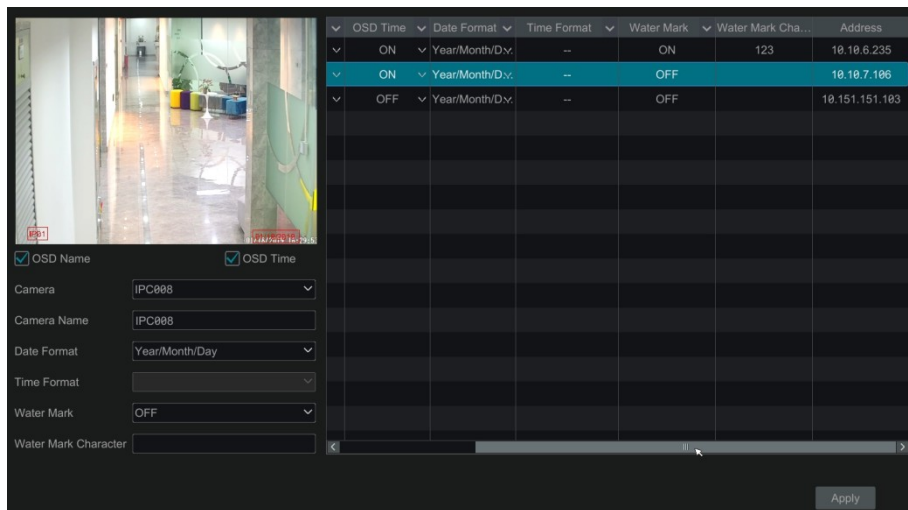 OSD Time Date Format Time Format Water Mark Water Mark Cha... Address
ON Year/Month/D... -- ON 123 10.10.6.235
ON Year/Month/D... -- OFF 10.10.7.106
OFF Year/Month/D... -- OFF 10.151.151.103
OSD Name OSD Time
Camera IPC008
Camera Name IPC008
Date Format Year/Month/Day
Time Format
Water Mark OFF
Water Mark Character
Apply